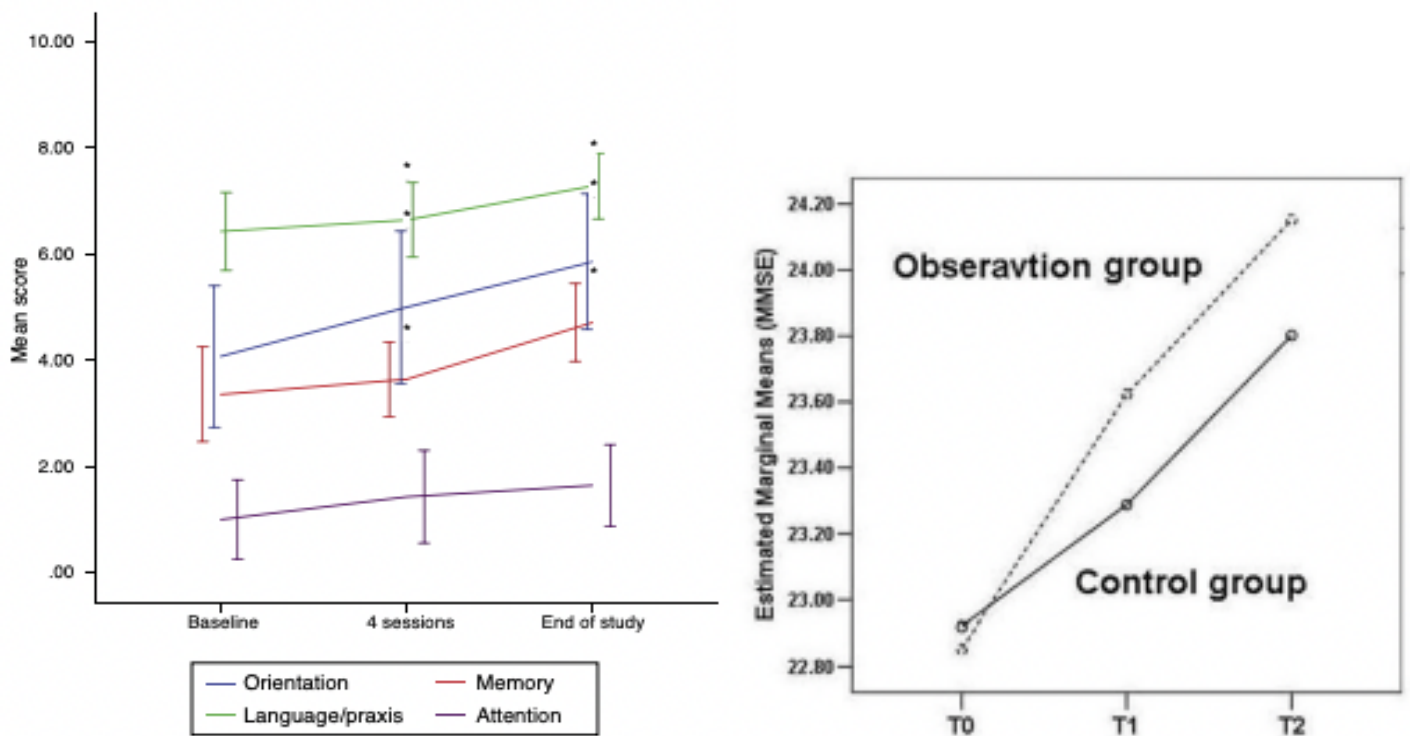 10.00
8.00
6.00
4.00
2.00
.00
Mean score
*
*
*
*
*
*
Baseline 4 sessions End of study
Orientation Memory
Language/praxis Attention
24.20
24.00
23.80
23.60
23.40
23.20
23.00
22.80
Estimated Marginal Means (MMSE)
Obseravtion group
Control group
T0 T1 T2